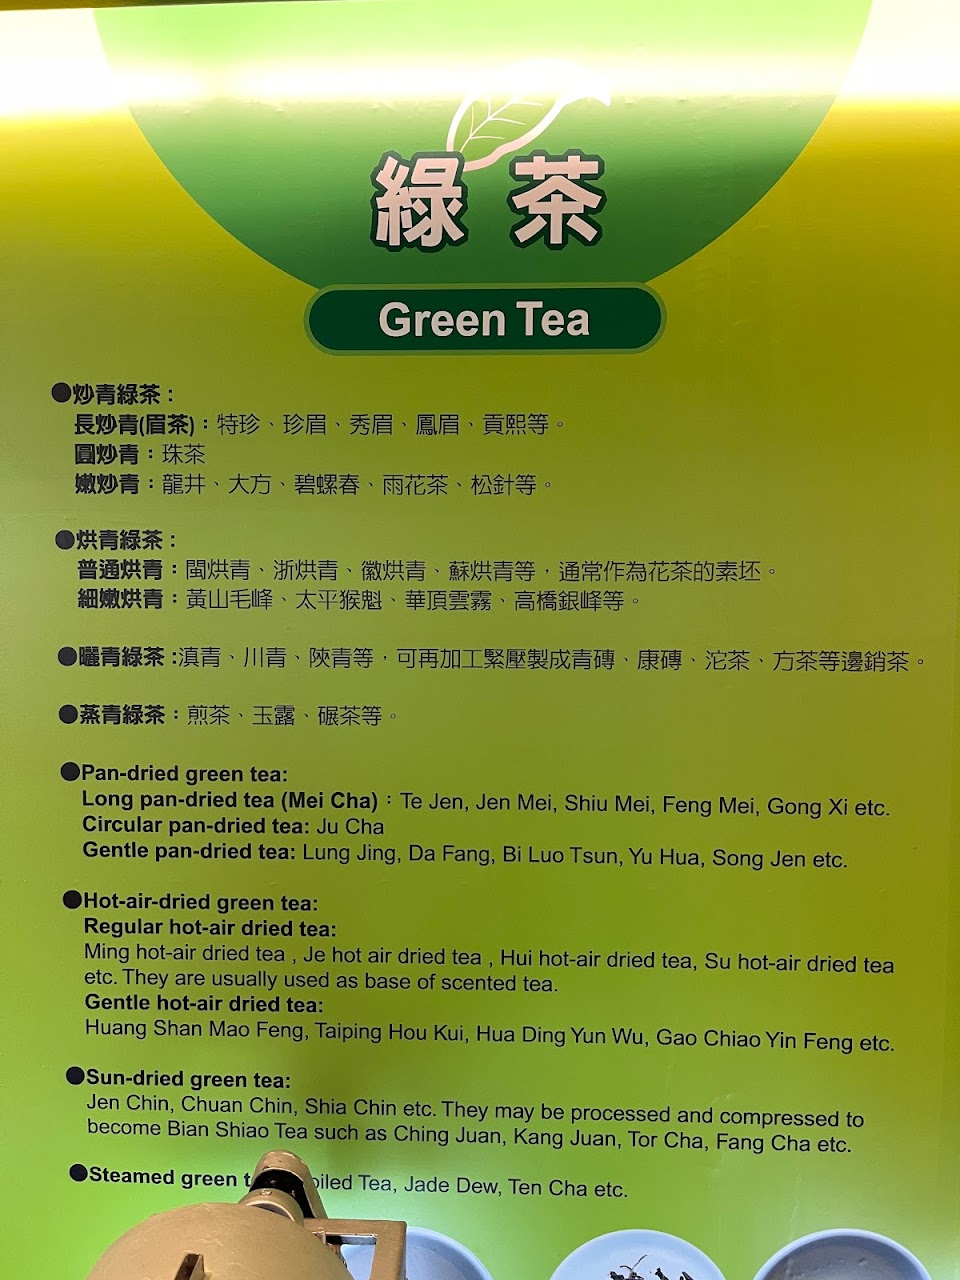 綠茶
Green Tea
●炒青綠茶：
長炒青(眉茶)：特珍、珍眉、秀眉、鳳眉、貢熙等。
圓炒青：珠茶
嫩炒青：龍井、大方、碧螺春、雨花茶、松針等。
●烘青綠茶：
普通烘青：閩烘青、浙烘青、徽烘青、蘇烘青等，通常作為花茶的素坯。
細嫩烘青：黃山毛峰、太平猴魁、華頂雲霧、高橋銀峰等。
●曬青綠茶:滇青、川青、陝青等，可再加工緊壓製成青磚、康磚、沱茶、方茶等邊銷茶。
●蒸青綠茶：煎茶、玉露、碾茶等。
●Pan-dried green tea:
Long pan-dried tea (Mei Cha)：Te Jen, Jen Mei, Shiu Mei, Feng Mei, Gong Xi etc.
Circular pan-dried tea: Ju Cha
Gentle pan-dried tea: Lung Jing, Da Fang, Bi Luo Tsun, Yu Hua, Song Jen etc.
●Hot-air-dried green tea:
Regular hot-air dried tea:
Ming hot-air dried tea , Je hot air dried tea , Hui hot-air dried tea, Su hot-air dried tea
etc. They are usually used as base of scented tea.
Gentle hot-air dried tea:
Huang Shan Mao Feng, Taiping Hou Kui, Hua Ding Yun Wu, Gao Chiao Yin Feng etc.
●Sun-dried green tea:
Jen Chin, Chuan Chin, Shia Chin etc. They may be processed and compressed to
become Bian Shiao Tea such as Ching Juan, Kang Juan, Tor Cha, Fang Cha etc.
●Steamed green Tea, Jade Dew, Ten Cha etc.